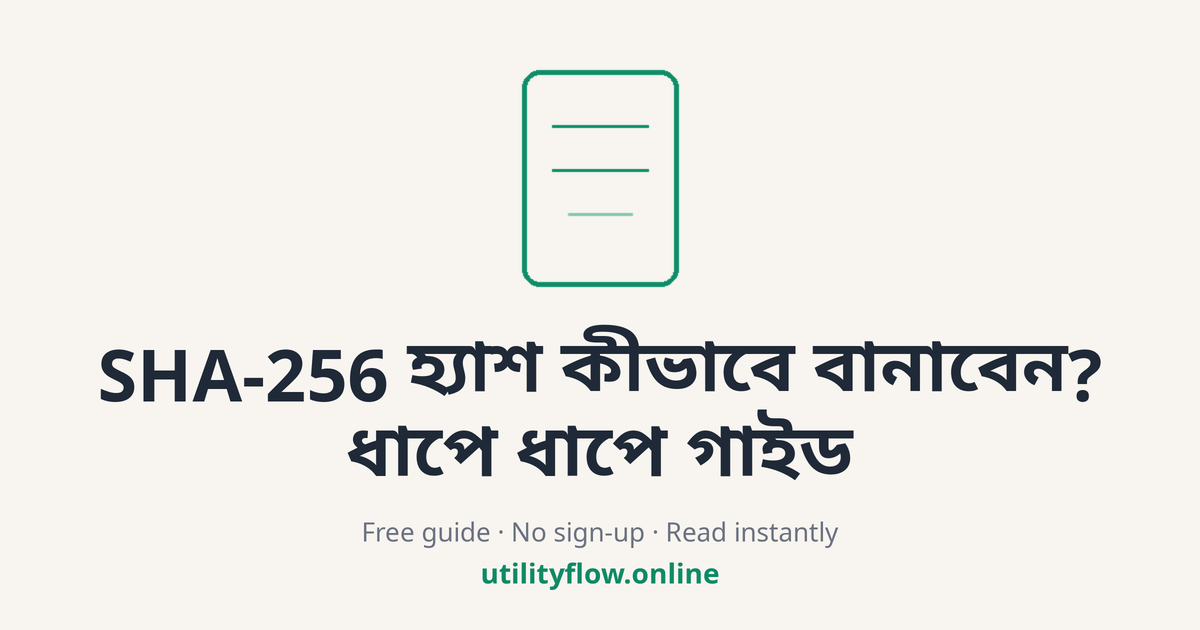 SHA-256 হ্যাশ কীভাবে বানাবেন?
ধাপে ধাপে গাইড
Free guide · No sign-up · Read instantly
utilityflow.online